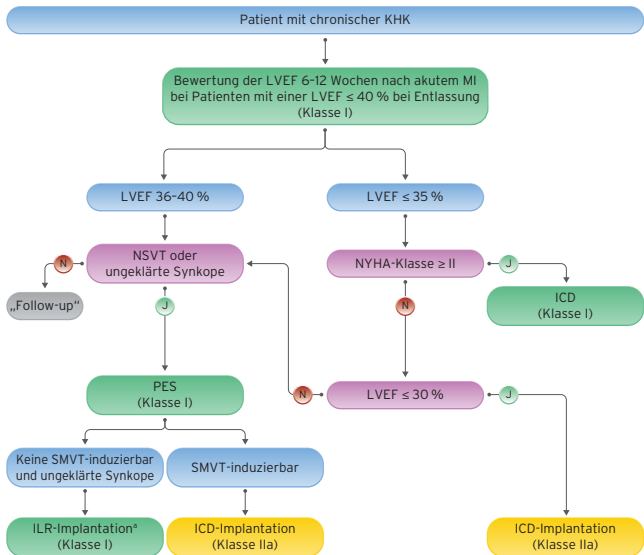 Patient mit chronischer KHK
Bewertung der LVEF 6–12 Wochen nach akutem MI
bei Patienten mit einer LVEF ≤ 40 % bei Entlassung
(Klasse I)
LVEF 36–40 %
LVEF ≤ 35 %
N
NSVT oder
ungeklärte Synkope
NYHA-Klasse ≥ II
J
„Follow-up“
J
N
ICD
(Klasse I)
PES
(Klasse I)
N
LVEF ≤ 30 %
J
Keine SMVT-induzierbar
und ungeklärte Synkope
SMVT-induzierbar
ILR-Implantationª
(Klasse I)
ICD-Implantation
(Klasse IIa)
ICD-Implantation
(Klasse IIa)